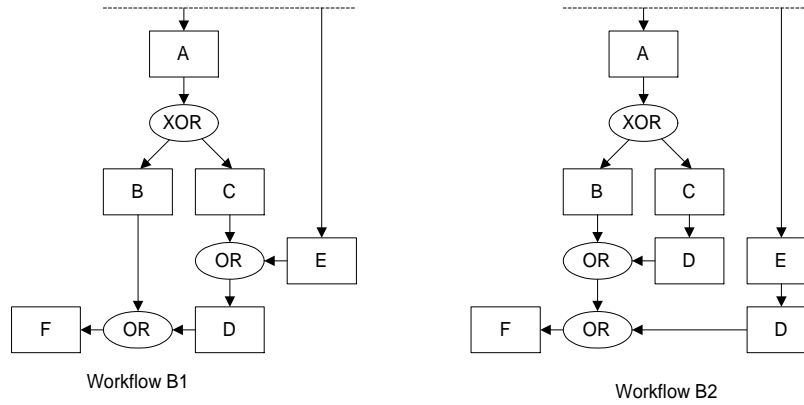 A A
XOR XOR
B C B C
OR E OR D E
F OR D F OR D
Workflow B1
Workflow B2